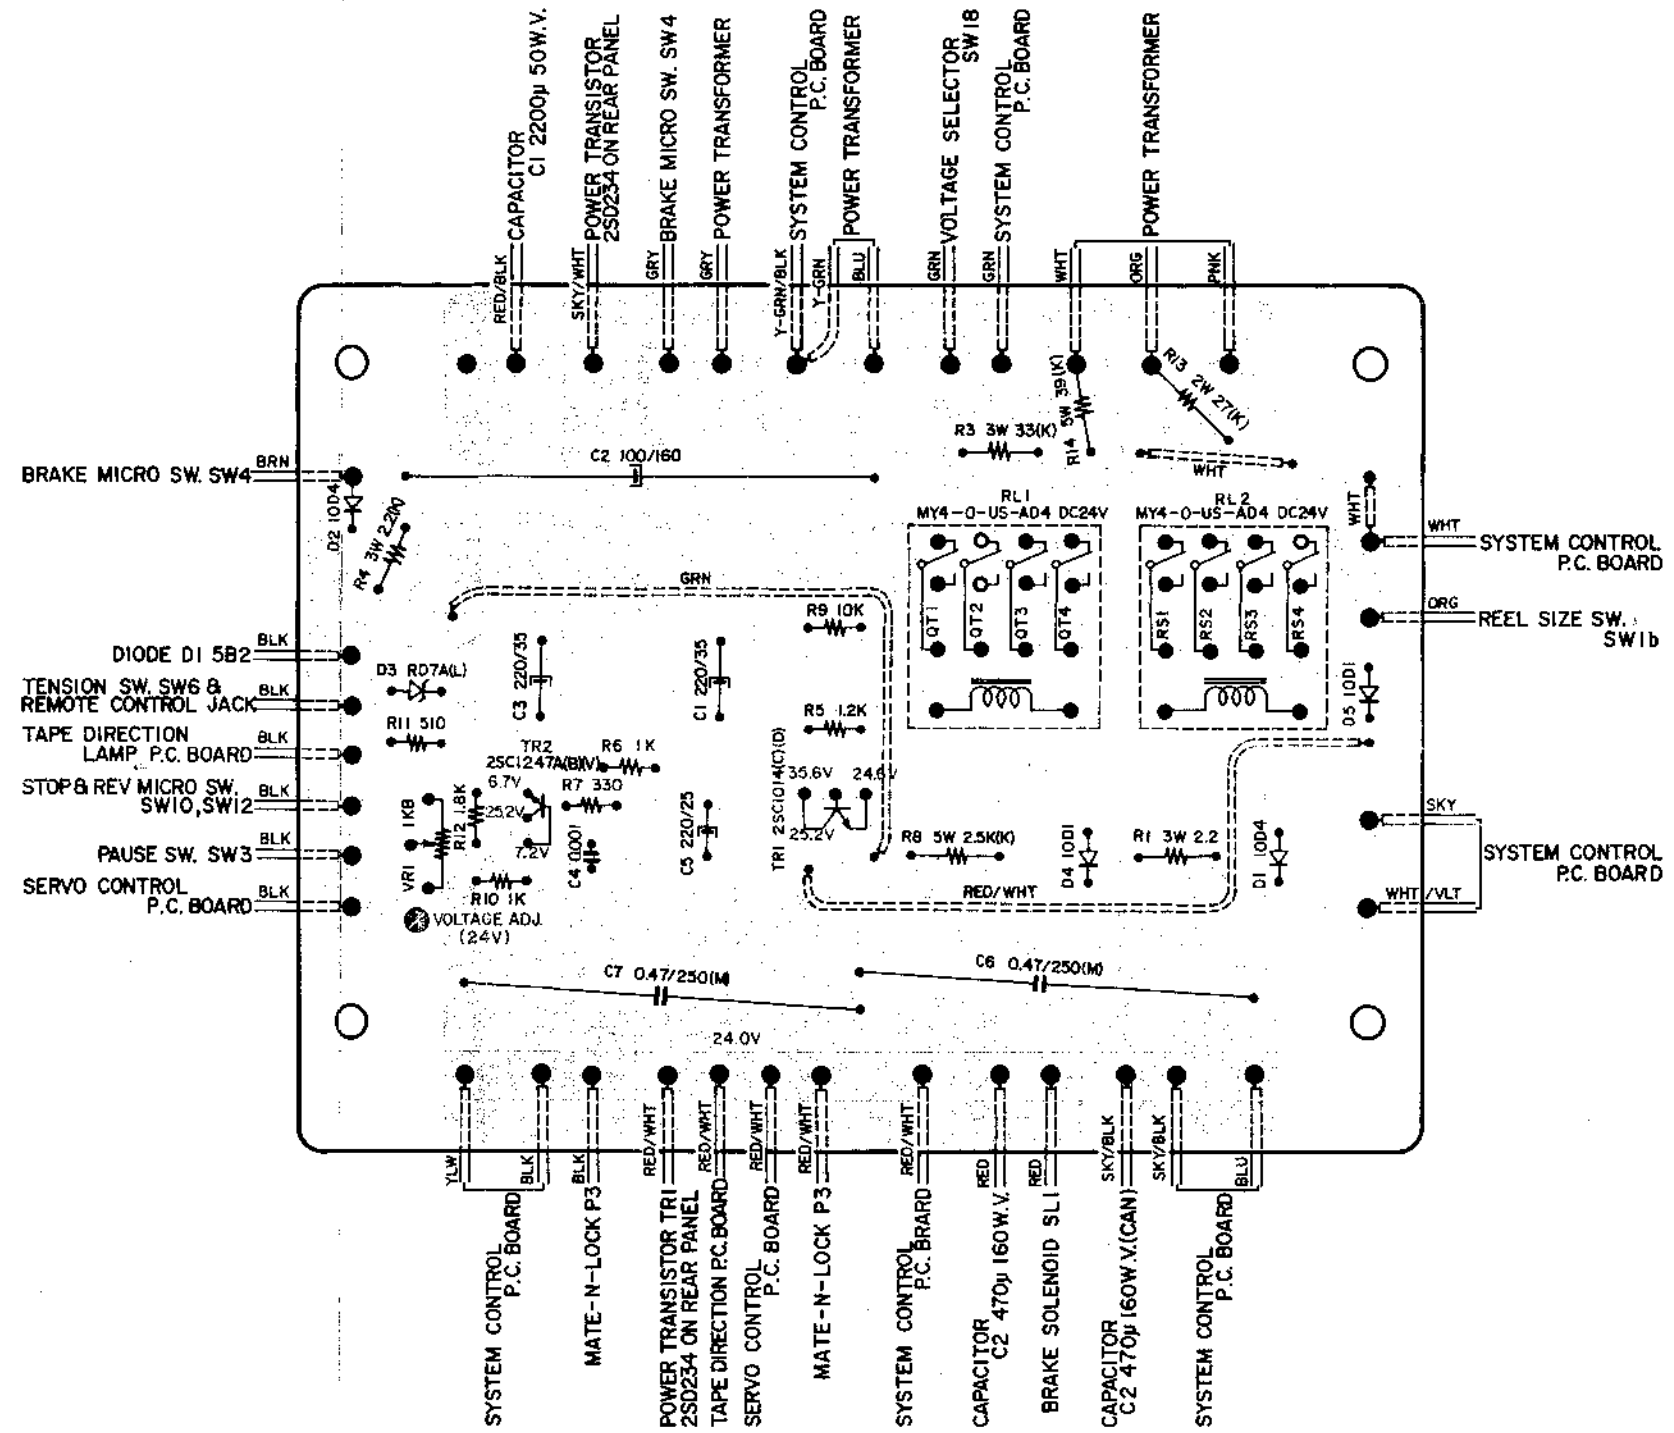 CAPACITOR
C1 2200μ 50W.V.
POWER TRANSISTOR
2SD234 ON REAR PANEL
BRAKE MICRO SW. SW4
POWER TRANSFORMER
SYSTEM CONTROL
P.C. BOARD
POWER TRANSFORMER
VOLTAGE SELECTOR
SW18
SYSTEM CONTROL
P.C. BOARD
POWER TRANSFORMER
RED/BLK
SKY/WHT
GRY
GRY
Y-GRN/BLK
Y-GRN
BLU
GRN
GRN
WHT
ORG
PNK
R14 5W 39(K)
R13 2W 27(K)
R3 3W 33(K)
WHT
C2 100/160
BRAKE MICRO SW. SW4
BRN
D2 10D4
R4 3W 2.2(K)
RL1
MY4-0-US-AD4 DC24V
RL2
MY4-0-US-AD4 DC24V
WHT
WHT
SYSTEM CONTROL
P.C. BOARD
QT1
QT2
QT3
QT4
RS1
RS2
RS3
RS4
ORG
REEL SIZE SW.
SW1b
GRN
R9 10K
DIODE D1 5B2
BLK
TENSION SW. SW6 &
REMOTE CONTROL JACK
BLK
TAPE DIRECTION
LAMP P.C. BOARD
BLK
STOP & REV MICRO SW.
SW10, SW12
BLK
PAUSE SW. SW3
BLK
SERVO CONTROL
P.C. BOARD
BLK
D3 RD7A(L)
R11 510
C3 220/35
C1 220/35
R5 1.2K
D5 10D1
TR2
2SC1247A(B)(V)
6.7V
25.2V
7.2V
R6 1K
R7 330
C4 0.001
C5 220/25
VR1 1KB
R12 1.8K
R10 1K
VOLTAGE ADJ.
(24V)
TR1 2SC1014(C)(D)
35.6V
24.6V
25.2V
R8 5W 2.5K(K)
D4 10D1
R1 3W 2.2
D1 10D4
RED/WHT
SKY
SYSTEM CONTROL
P.C. BOARD
WHT/VLT
C7 0.47/250(M)
C6 0.47/250(M)
24.0V
YLW
BLK
BLK
RED/WHT
RED/WHT
RED/WHT
RED/WHT
RED/WHT
RED
RED
SKY/BLK
SKY/BLK
BLU
SYSTEM CONTROL
P.C. BOARD
MATE-N-LOCK P3
POWER TRANSISTOR TR1
2SD234 ON REAR PANEL
TAPE DIRECTION P.C. BOARD
SERVO CONTROL
P.C. BOARD
MATE-N-LOCK P3
SYSTEM CONTROL
P.C. BRARD
CAPACITOR
C2 470μ 160W.V.
BRAKE SOLENOID SL1
CAPACITOR
C2 470μ 160W.V.(CAN)
SYSTEM CONTROL
P.C. BOARD